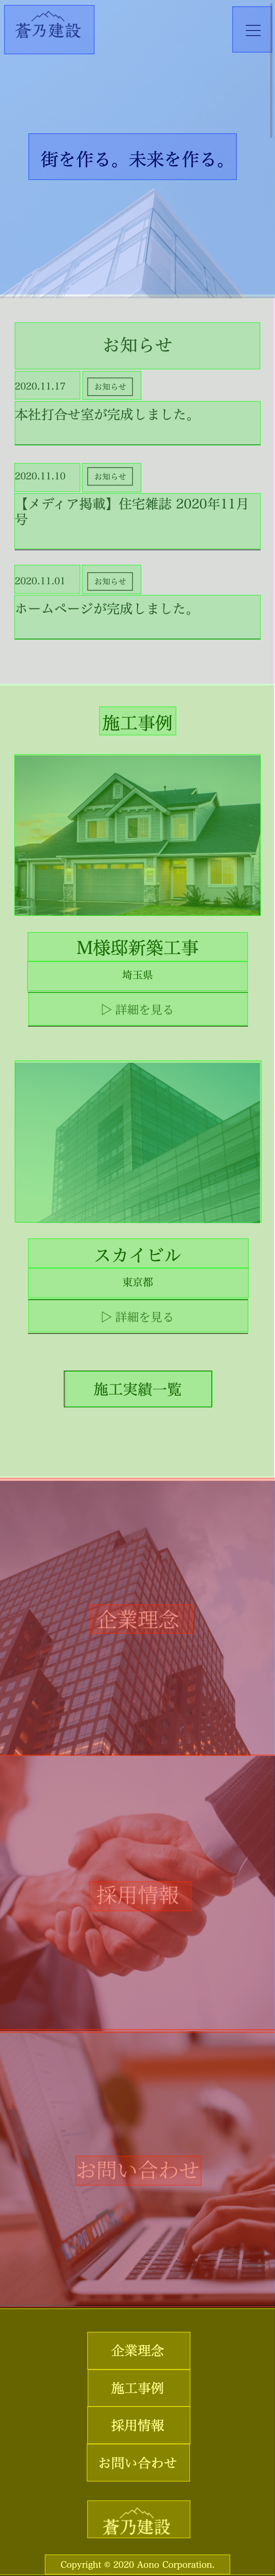 蒼乃建設
街を作る。未来を作る。
お知らせ
2020.11.17 お知らせ
本社打合せ室が完成しました。
2020.11.10 お知らせ
【メディア掲載】住宅雑誌 2020年11月
号
2020.11.01 お知らせ
ホームページが完成しました。
施工事例
M様邸新築工事
埼玉県
▷ 詳細を見る
スカイビル
東京都
▷ 詳細を見る
施工実績一覧
企業理念
採用情報
お問い合わせ
企業理念
施工事例
採用情報
お問い合わせ
蒼乃建設
Copyright © 2020 Aono Corporation.